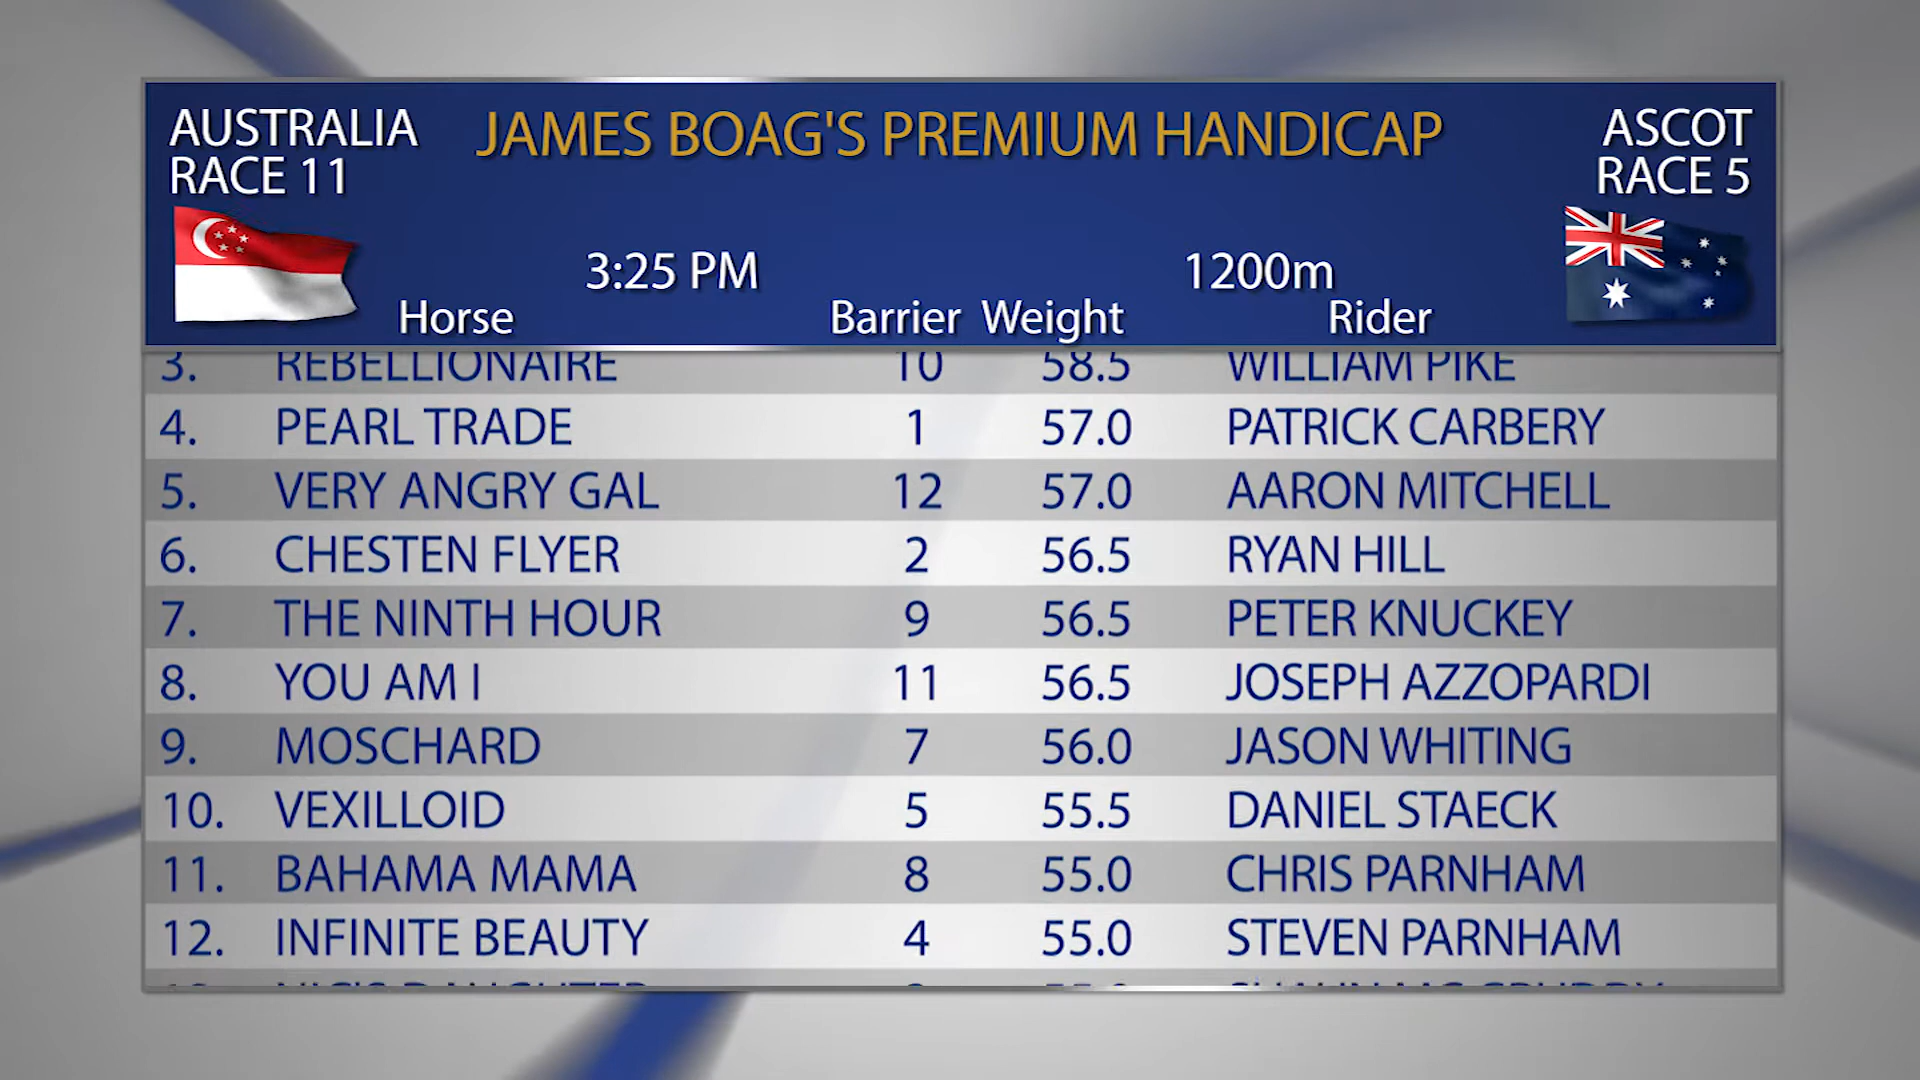 AUSTRALIA
RACE 11
JAMES BOAG'S PREMIUM HANDICAP
ASCOT
RACE 5
3:25 PM 1200m
Horse Barrier Weight Rider
3. REBELLIONAIRE 10 58.5 WILLIAM PIKE
4. PEARL TRADE 1 57.0 PATRICK CARBERY
5. VERY ANGRY GAL 12 57.0 AARON MITCHELL
6. CHESTEN FLYER 2 56.5 RYAN HILL
7. THE NINTH HOUR 9 56.5 PETER KNUCKEY
8. YOU AM I 11 56.5 JOSEPH AZZOPARDI
9. MOSCHARD 7 56.0 JASON WHITING
10. VEXILLOID 5 55.5 DANIEL STAECK
11. BAHAMA MAMA 8 55.0 CHRIS PARNHAM
12. INFINITE BEAUTY 4 55.0 STEVEN PARNHAM